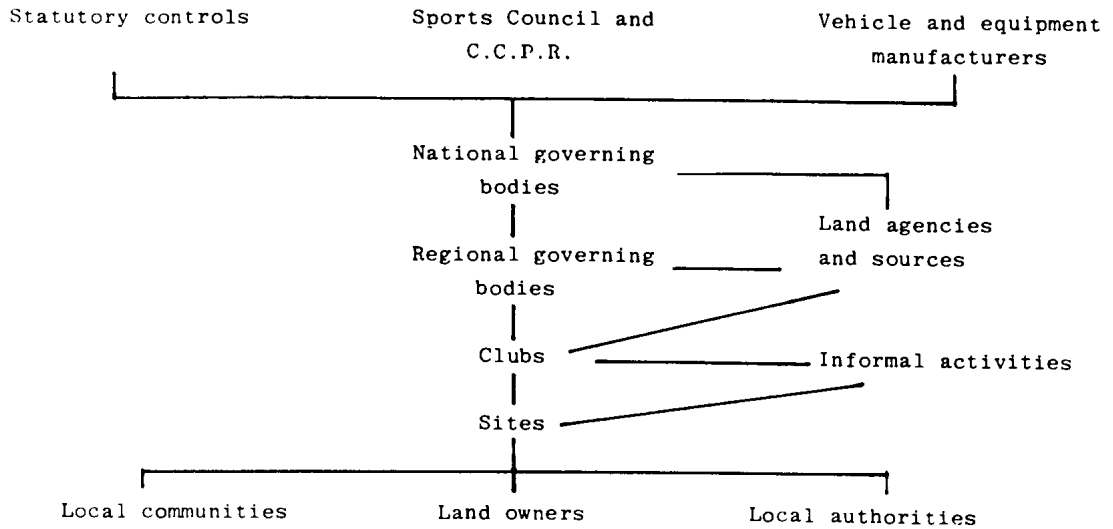 Statutory controls
Sports Council and
C.C.P.R.
Vehicle and equipment
manufacturers
National governing
bodies
Land agencies
and sources
Regional governing
bodies
Clubs
Informal activities
Sites
Local communities
Land owners
Local authorities